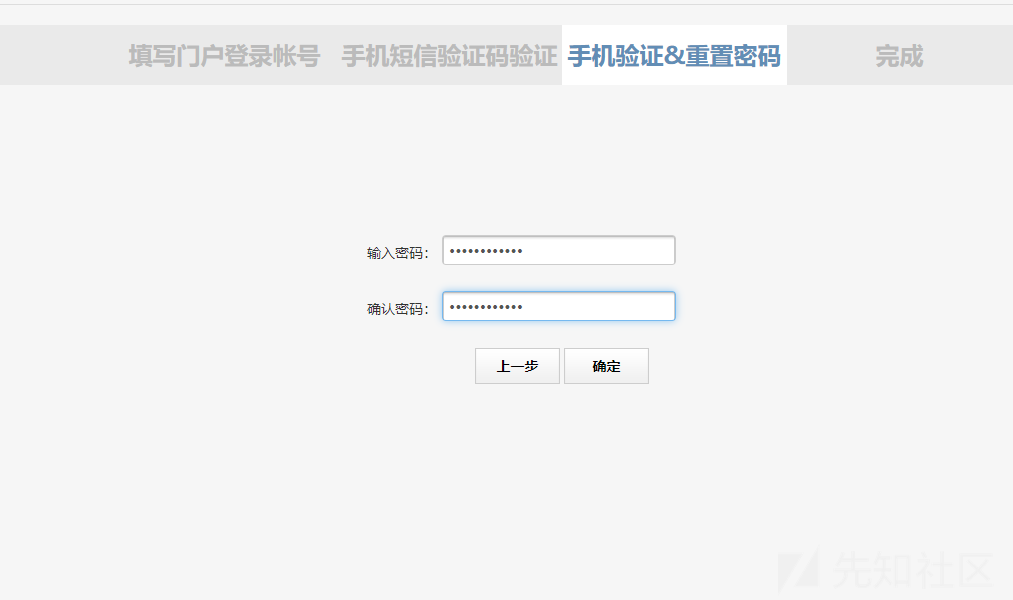 填写门户登录帐号 手机短信验证码验证 手机验证&重置密码 完成
输入密码： ••••••••••••
确认密码： ••••••••••••
上一步 确定
先知社区